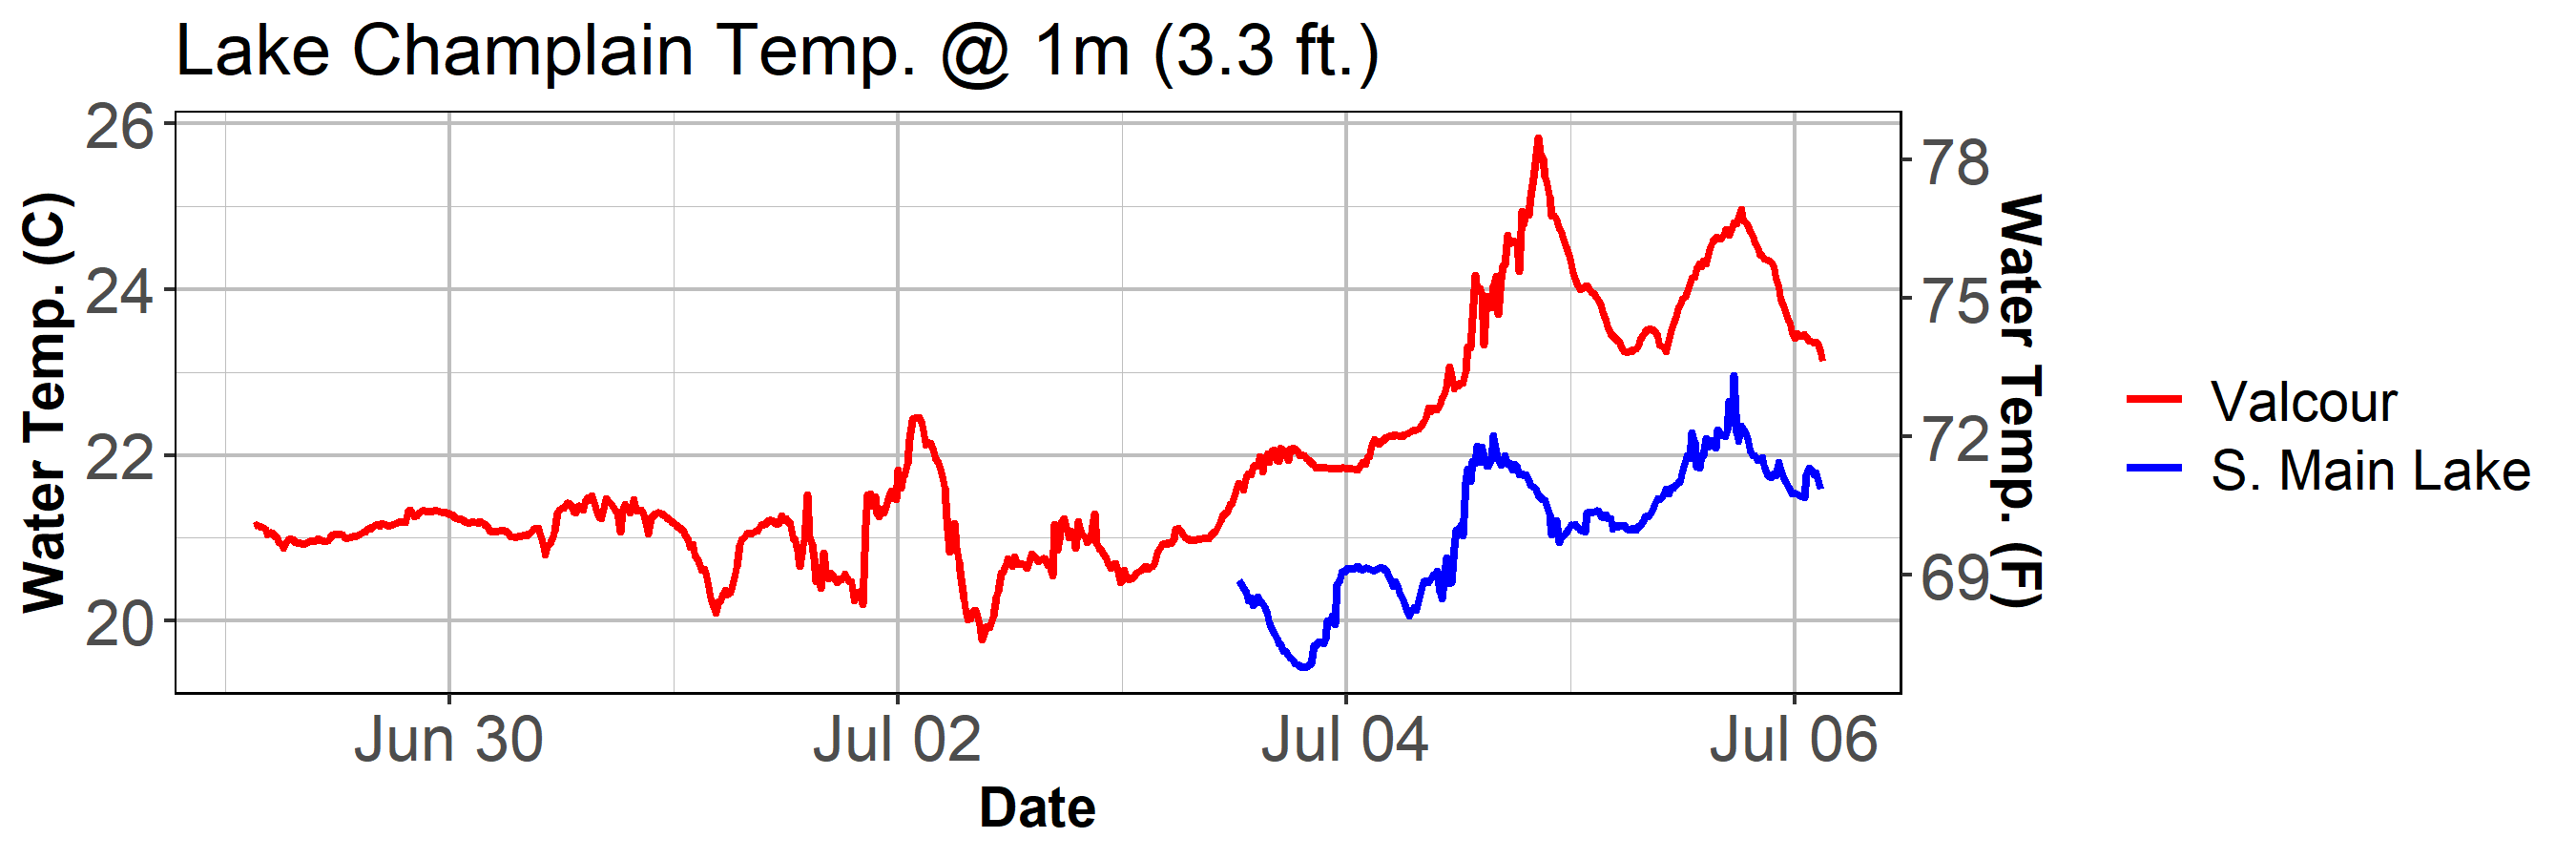 Lake Champlain Temp. @ 1m (3.3 ft.)
Water Temp. (C)
26
24
22
20
78
75
72
69
Water Temp. (F)
Jun 30
Jul 02
Jul 04
Jul 06
Date
Valcour
S. Main Lake